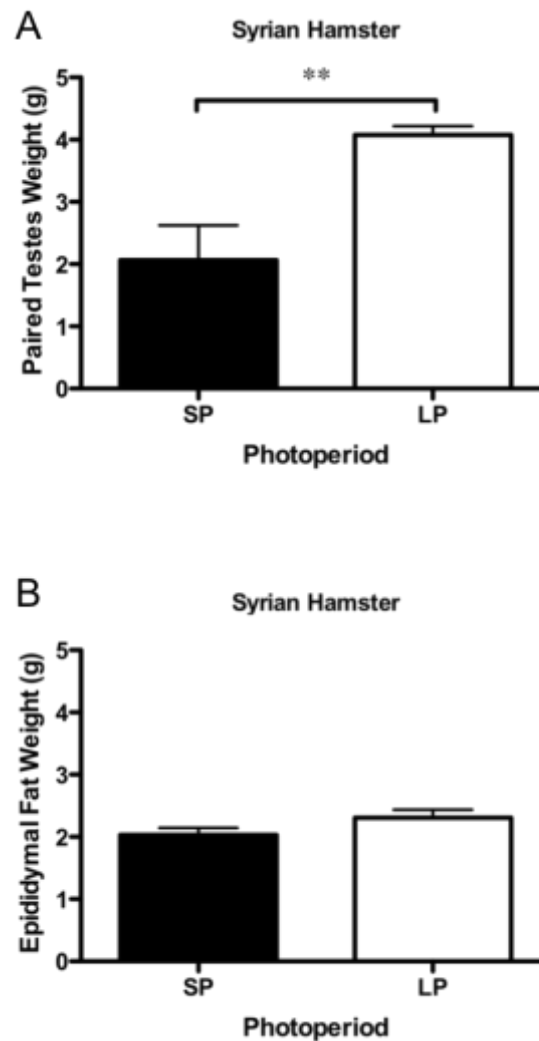 A
Syrian Hamster
**
Paired Testes Weight (g)
5
4
3
2
1
0
SP LP
Photoperiod
B
Syrian Hamster
Epididymal Fat Weight (g)
5
4
3
2
1
0
SP LP
Photoperiod